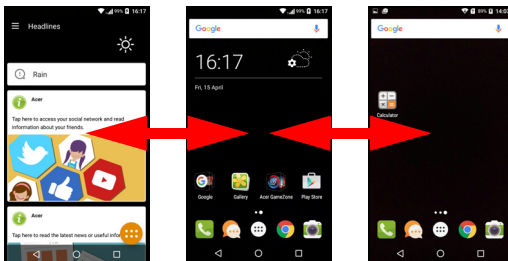 99% 16:17
Headlines
Rain
Acer
Tap here to access your social network and read
information about your friends.
Acer
Tap here to read the latest news or useful infor
99% 16:17
Google
16:17
Fri, 15 April
Google
Gallery
Acer GameZone
Play Store
89% 14:03
Google
Calculator